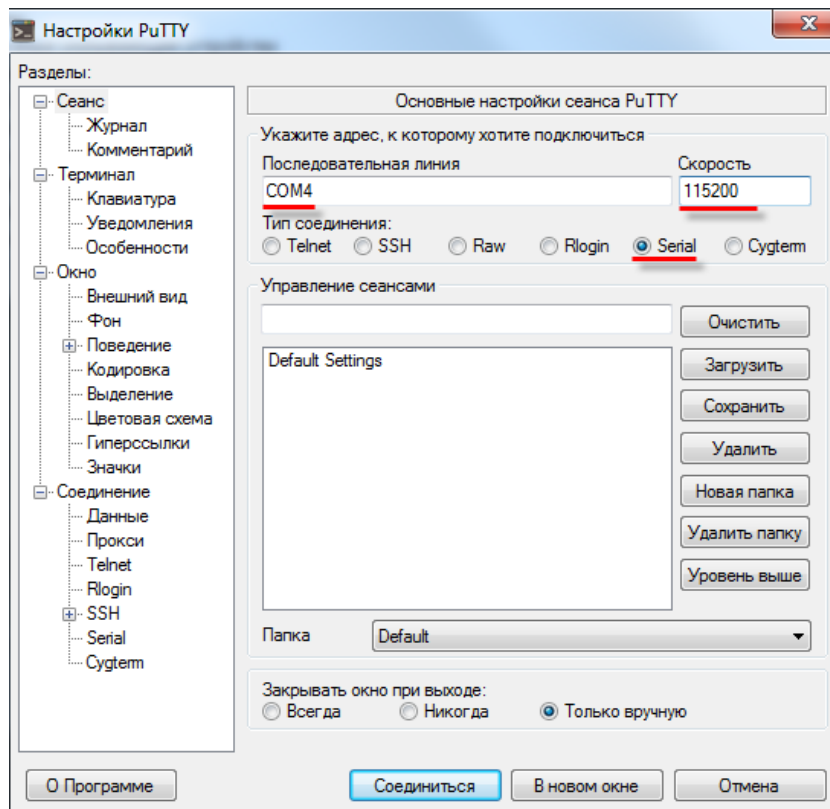 Настройки PuTTY
Разделы:
Сеанс
Журнал
Комментарий
Терминал
Клавиатура
Уведомления
Особенности
Окно
Внешний вид
Фон
Поведение
Кодировка
Выделение
Цветовая схема
Гиперссылки
Значки
Соединение
Данные
Прокси
Telnet
Rlogin
SSH
Serial
Cygterm
Основные настройки сеанса PuTTY
Укажите адрес, к которому хотите подключиться
Последовательная линия Скорость
COM4 115200
Тип соединения:
Telnet SSH Raw Rlogin Serial Cygterm
Управление сеансами
Очистить
Default Settings
Загрузить
Сохранить
Удалить
Новая папка
Удалить папку
Уровень выше
Папка Default
Закрывать окно при выходе:
Всегда Никогда Только вручную
О Программе Соединиться В новом окне Отмена